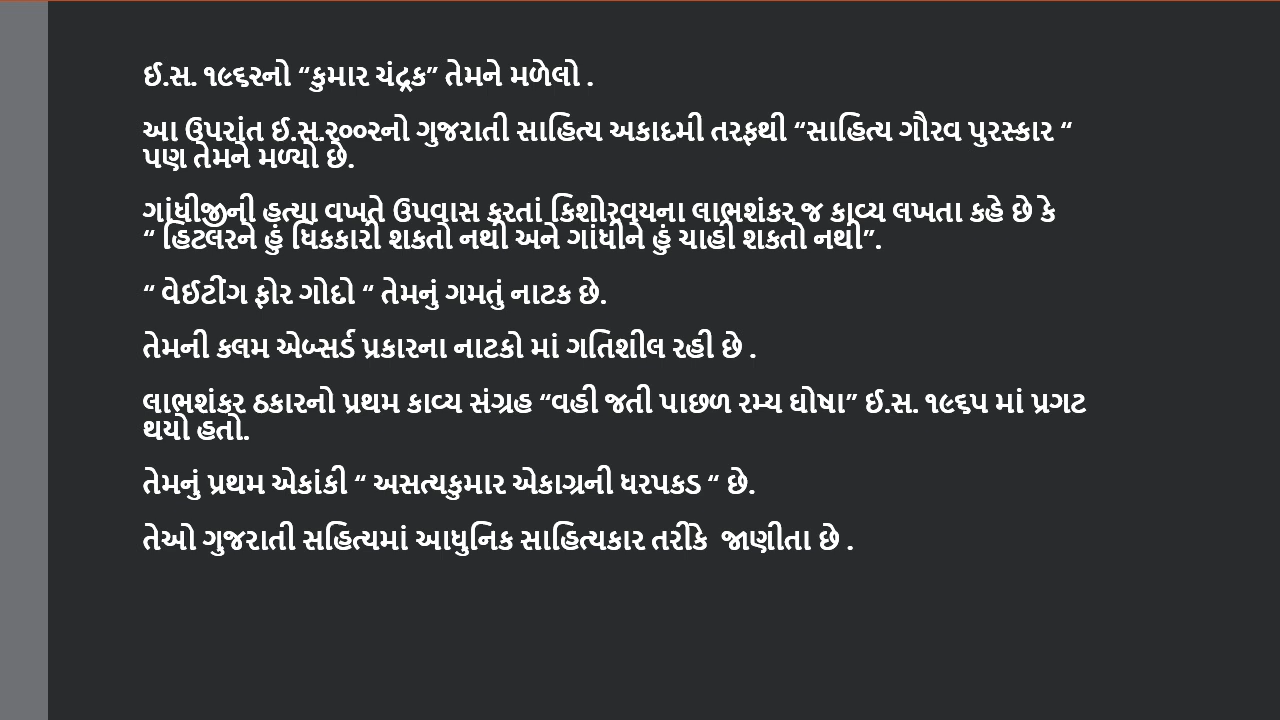 ઈ.સ. ૧૯૬૨નો “કુમાર ચંદ્રક” તેમને મળેલો .
આ ઉપરાંત ઈ.સ.૨૦૦૨નો ગુજરાતી સાહિત્ય અકાદમી તરફથી “સાહિત્ય ગૌરવ પુરસ્કાર “
પણ તેમને મળ્યો છે.
ગાંધીજીની હત્યા વખતે ઉપવાસ કરતાં કિશોરવયના લાભશંકર જ કાવ્ય લખતા કહે છે કે
“ હિટલરને હું ધિકકારી શકતો નથી અને ગાંધીને હું ચાહી શકતો નથી”.
“ વેઈટીંગ ફોર ગોદો “ તેમનું ગમતું નાટક છે.
તેમની કલમ એબ્સર્ડ પ્રકારના નાટકો માં ગતિશીલ રહી છે .
લાભશંકર ઠકારનો પ્રથમ કાવ્ય સંગ્રહ “વહી જતી પાછળ રમ્ય ઘોષા” ઈ.સ. ૧૯૬૫ માં પ્રગટ
થયો હતો.
તેમનું પ્રથમ એકાંકી “ અસત્યકુમાર એકાગ્રની ધરપકડ “ છે.
તેઓ ગુજરાતી સહિત્યમાં આધુનિક સાહિત્યકાર તરીકે  જાણીતા છે .